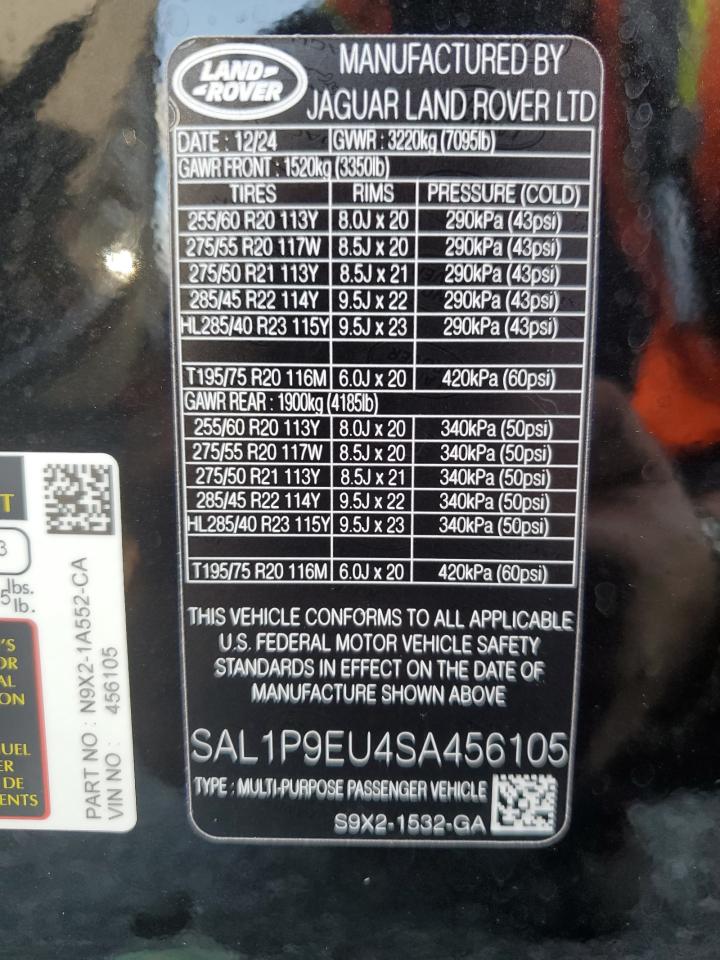 LAND-
-ROVER
MANUFACTURED BY
JAGUAR LAND ROVER LTD
DATE : 12/24 GVWR : 3220kg (7095lb)
GAWR FRONT : 1520kg (3350lb)
TIRES RIMS PRESSURE (COLD)
255/60 R20 113Y 8.0J x 20 290kPa (43psi)
275/55 R20 117W 8.5J x 20 290kPa (43psi)
275/50 R21 113Y 8.5J x 21 290kPa (43psi)
285/45 R22 114Y 9.5J x 22 290kPa (43psi)
HL285/40 R23 115Y 9.5J x 23 290kPa (43psi)
T195/75 R20 116M 6.0J x 20 420kPa (60psi)
GAWR REAR : 1900kg (4185lb)
255/60 R20 113Y 8.0J x 20 340kPa (50psi)
275/55 R20 117W 8.5J x 20 340kPa (50psi)
275/50 R21 113Y 8.5J x 21 340kPa (50psi)
285/45 R22 114Y 9.5J x 22 340kPa (50psi)
HL285/40 R23 115Y 9.5J x 23 340kPa (50psi)
T195/75 R20 116M 6.0J x 20 420kPa (60psi)
THIS VEHICLE CONFORMS TO ALL APPLICABLE
U.S. FEDERAL MOTOR VEHICLE SAFETY
STANDARDS IN EFFECT ON THE DATE OF
MANUFACTURE SHOWN ABOVE
SAL1P9EU4SA456105
TYPE : MULTI-PURPOSE PASSENGER VEHICLE
S9X2-1532-GA
PART NO : N9X2-1A552-CA
VIN NO : 456105
T
3
lbs.
5 lb.
'S
OR
AL
ON
UEL
ER
DE
ENTS